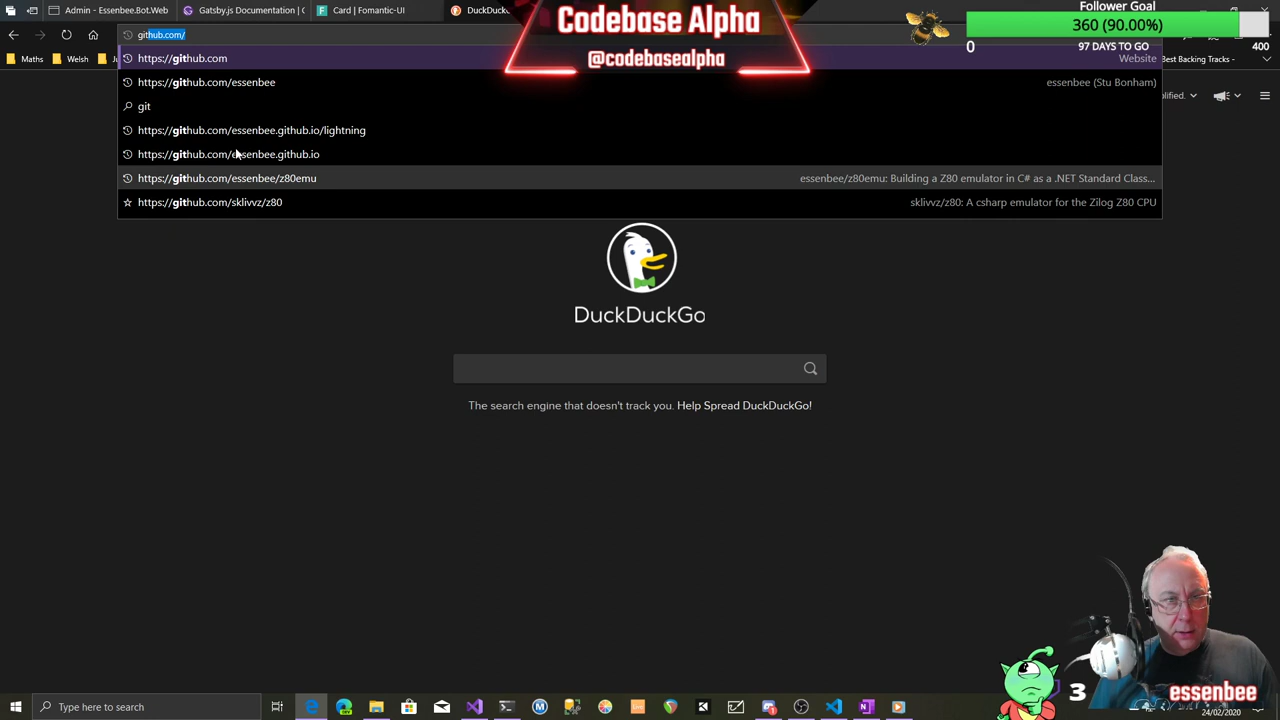 Admin - Essenbee.Bot.Web
Gatsby.js Documentation | G
Card | Fomantic-UI
DuckDuc
github.com/
Maths
Welsh
https://github.com
Website
https://github.com/essenbee
essenbee (Stu Bonham)
git
https://github.com/essenbee.github.io/lightning
https://github.com/essenbee.github.io
https://github.com/essenbee/z80emu
essenbee/z80emu: Building a Z80 emulator in C# as a .NET Standard Class...
https://github.com/sklivvz/z80
sklivvz/z80: A csharp emulator for the Zilog Z80 CPU
Codebase Alpha
@codebasealpha
Follower Goal
360 (90.00%)
0
97 DAYS TO GO
400
Best Backing Tracks -
lified.
DuckDuckGo
The search engine that doesn't track you. Help Spread DuckDuckGo!
3
essenbee
Type here to search
24/02/2020